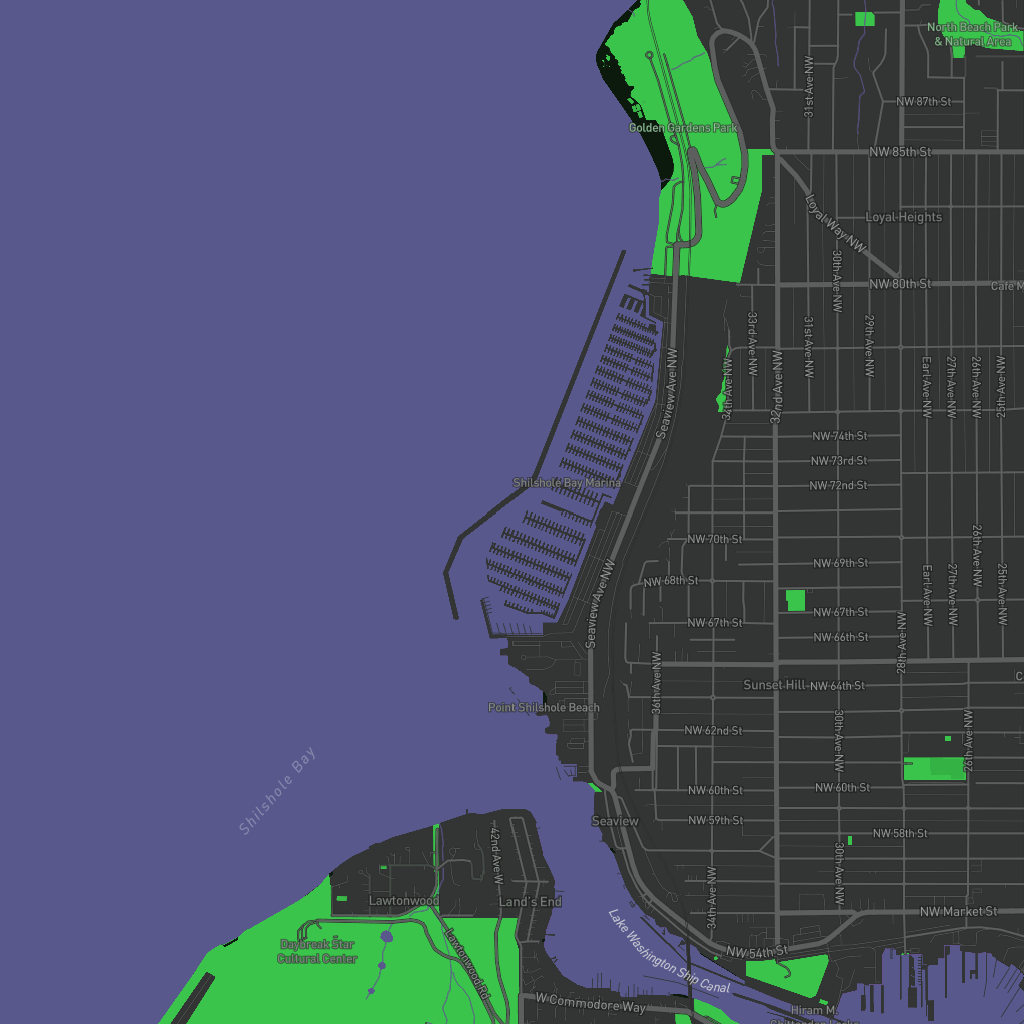 North Beach Park
& Natural Area
31st Ave NW
NW 87th St
Golden Gardens Park
NW 85th St
Loyal Way NW
Loyal Heights
30th Ave NW
NW 80th St
Café M
33rd Ave NW
31st Ave NW
29th Ave NW
34th Ave NW
32nd Ave NW
Earl Ave NW
27th Ave NW
26th Ave NW
25th Ave NW
Seaview Ave NW
NW 74th St
NW 73rd St
Shilshole Bay Marina
NW 72nd St
NW 70th St
26th Ave NW
NW 69th St
Seaview Ave NW
NW 68th St
Earl Ave NW
27th Ave NW
25th Ave NW
NW 67th St
NW 67th St
28th Ave NW
NW 66th St
36th Ave NW
Sunset Hill
NW 64th St
Point Shilshole Beach
NW 62nd St
30th Ave NW
26th Ave NW
Shilshole Bay
NW 60th St
NW 60th St
Seaview
NW 59th St
NW 58th St
42nd Ave W
30th Ave NW
34th Ave NW
Lawtonwood
Land's End
NW Market St
Lake Washington Ship Canal
Daybreak Star
Cultural Center
Lawtonwood Rd
NW 54th St
W Commodore Way
Hiram M
Chittenden Locks